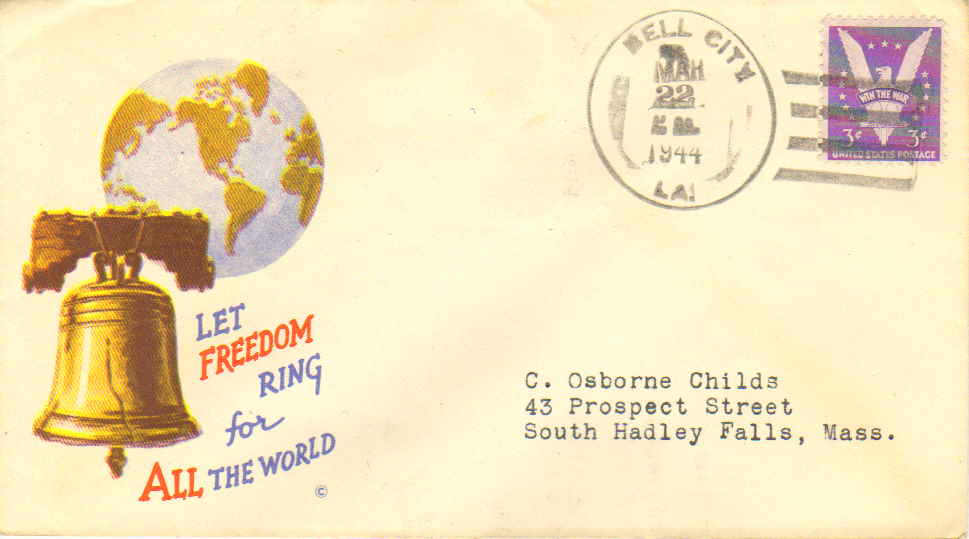 BELL CITY
MAR
22
PM
1944
LA.
WIN THE WAR
3¢ 3¢
UNITED STATES POSTAGE
LET
FREEDOM
RING
for
ALL THE WORLD
©
C. Osborne Childs
43 Prospect Street
South Hadley Falls, Mass.